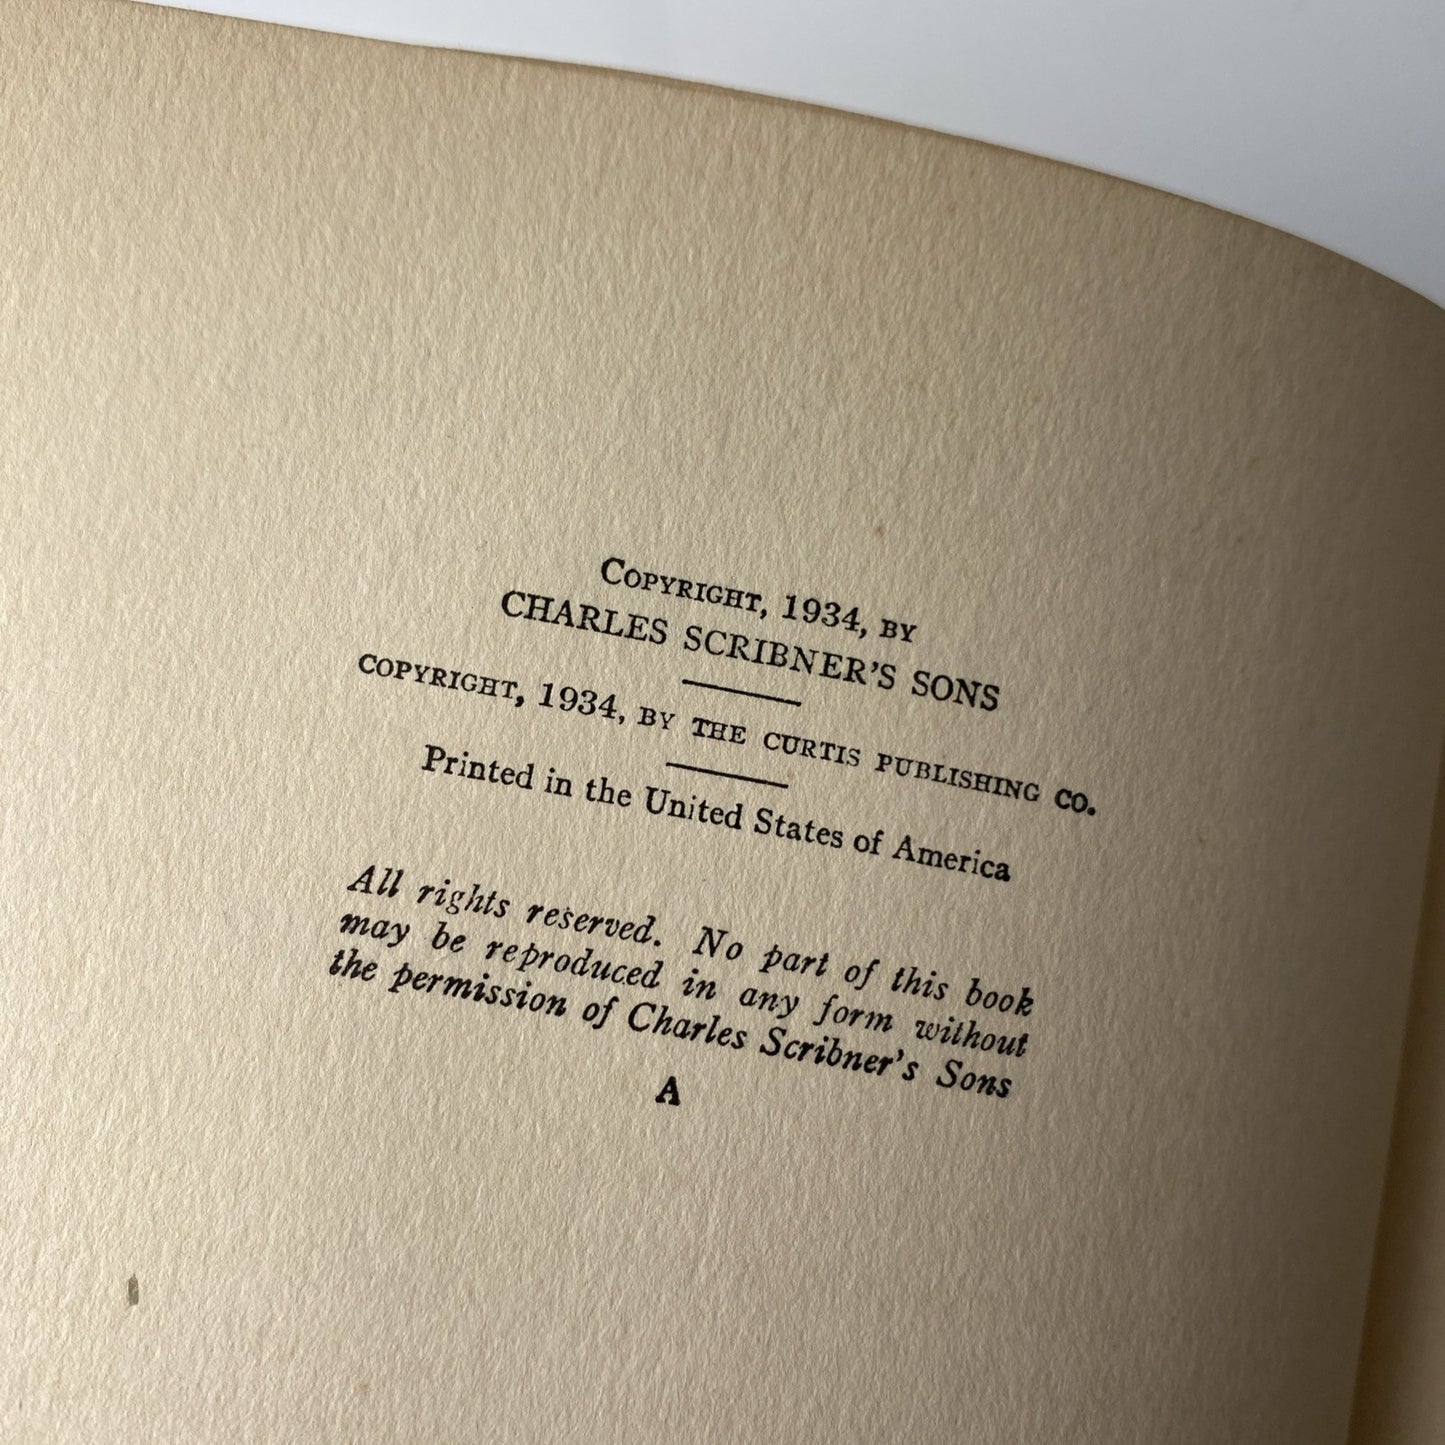 COPYRIGHT, 1934, BY
CHARLES SCRIBNER'S SONS
COPYRIGHT, 1934, BY THE CURTIS PUBLISHING CO.
Printed in the United States of America
All rights reserved. No part of this book
may be reproduced in any form without
the permission of Charles Scribner's Sons
A